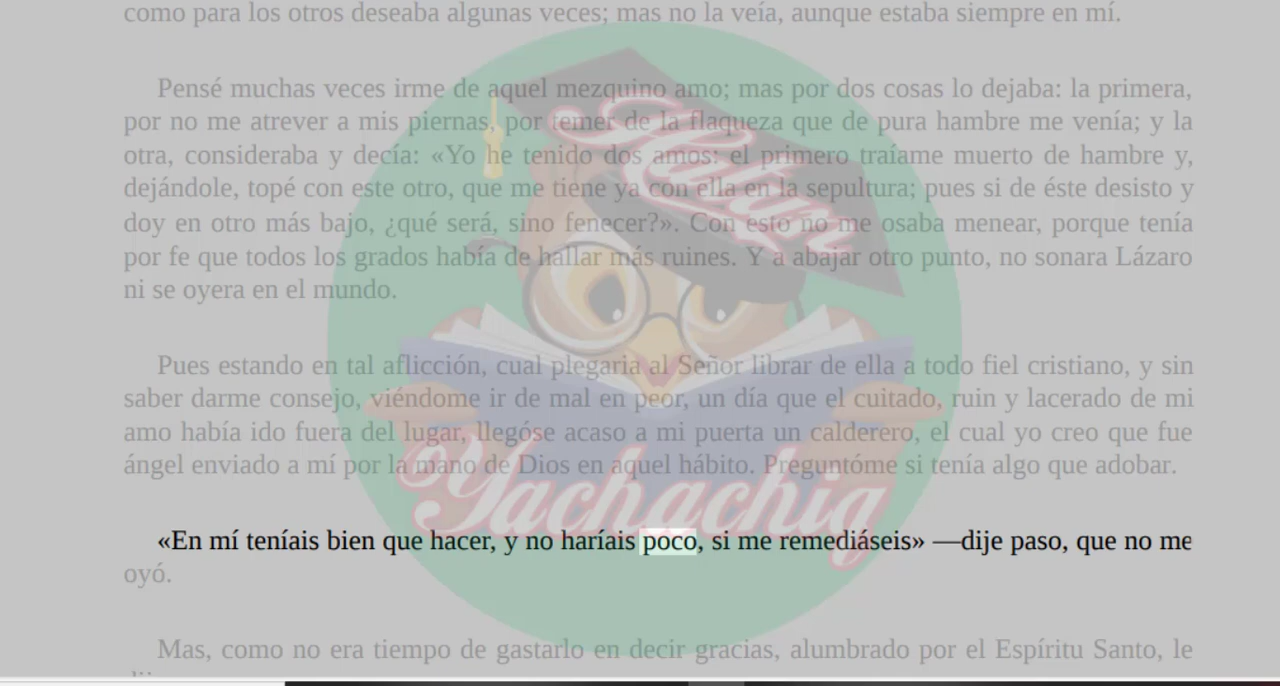 como para los otros deseaba algunas veces; mas no la veía, aunque estaba siempre en mí.
Pensé muchas veces irme de aquel mezquino amo; mas por dos cosas lo dejaba: la primera,
por no me atrever a mis piernas, por temer de la flaqueza que de pura hambre me venía; y la
otra, consideraba y decía: «Yo he tenido dos amos: el primero traíame muerto de hambre y,
dejándole, topé con este otro, que me tiene ya con ella en la sepultura; pues si de éste desisto y
doy en otro más bajo, ¿qué será, sino fenecer?». Con esto no me osaba menear, porque tenía
por fe que todos los grados había de hallar más ruines. Y a abajar otro punto, no sonara Lázaro
ni se oyera en el mundo.
Pues estando en tal aflicción, cual plegaria al Señor librar de ella a todo fiel cristiano, y sin
saber darme consejo, viéndome ir de mal en peor, un día que el cuitado, ruin y lacerado de mi
amo había ido fuera del lugar, llegóse acaso a mi puerta un calderero, el cual yo creo que fue
ángel enviado a mí por la mano de Dios en aquel hábito. Preguntóme si tenía algo que adobar.
«En mí teníais bien que hacer, y no haríais poco, si me remediáseis» —dije paso, que no me
oyó.
Mas, como no era tiempo de gastarlo en decir gracias, alumbrado por el Espíritu Santo, le
Yachachiq